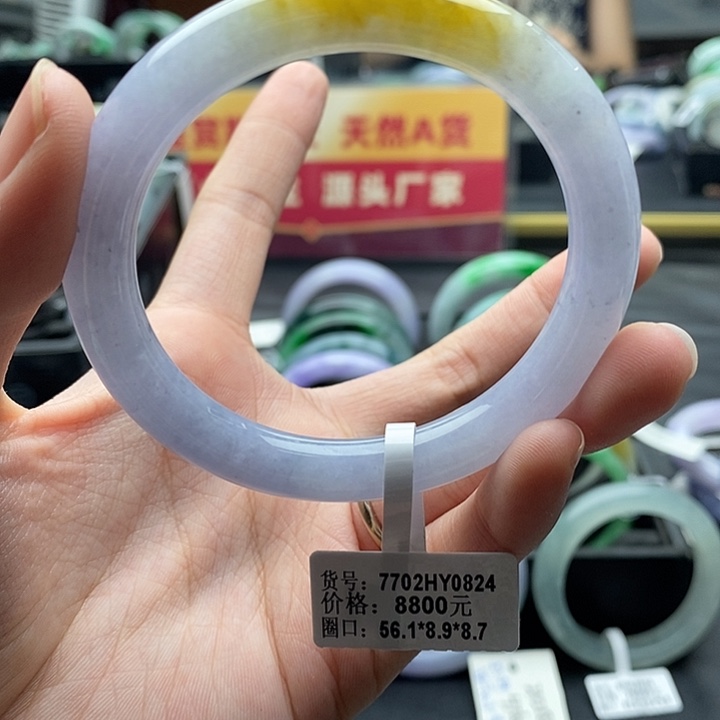 天然A货
源头厂家
货号：7702HY0824
价格：8800元
圈口：56.1*8.9*8.7